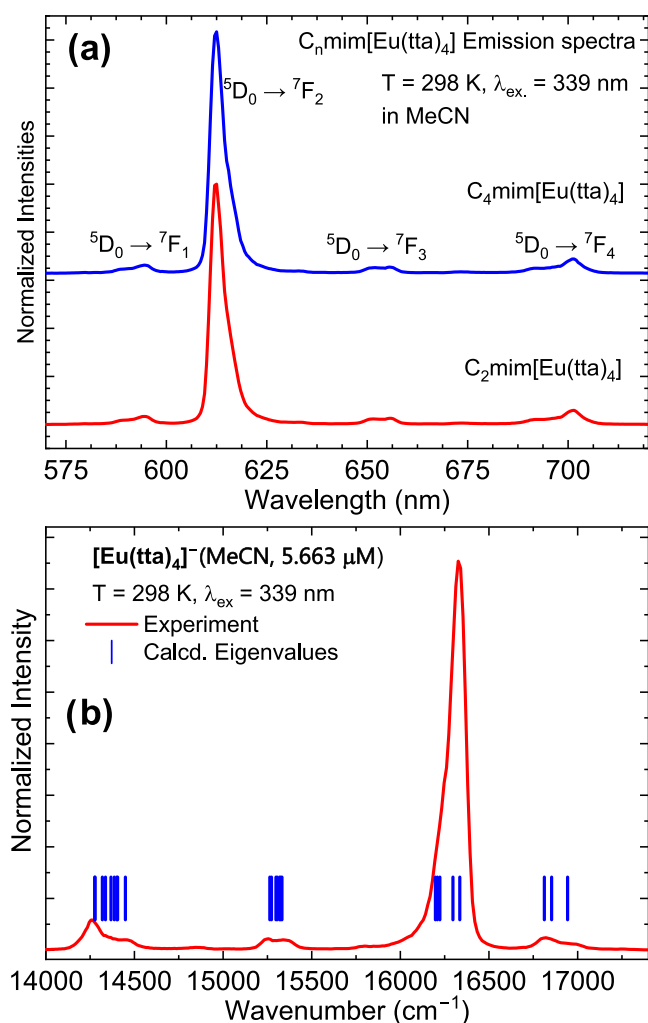 (a)
CₙmIm[Eu(tta)₄] Emission spectra
T = 298 K, λₑₓ. = 339 nm
in MeCN
⁵D₀ → ⁷F₂
C₄mim[Eu(tta)₄]
⁵D₀ → ⁷F₁
⁵D₀ → ⁷F₃
⁵D₀ → ⁷F₄
C₂mim[Eu(tta)₄]
Normalized Intensities
575 600 625 650 675 700
Wavelength (nm)
[Eu(tta)₄]⁻(MeCN, 5.663 μM)
T = 298 K, λₑₓ = 339 nm
Experiment
Calcd. Eigenvalues
(b)
Normalized Intensity
14000 14500 15000 15500 16000 16500 17000
Wavenumber (cm⁻¹)